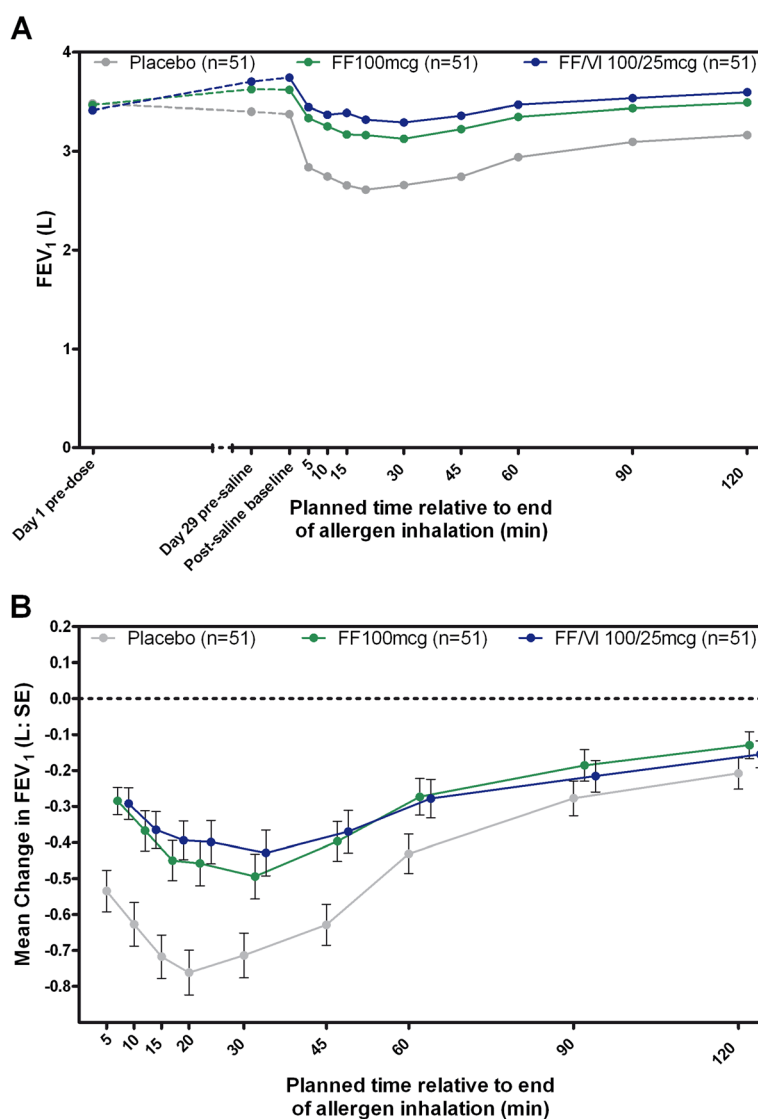 A
Placebo (n=51) FF100mcg (n=51) FF/VI 100/25mcg (n=51)
4
3
2
1
0
FEV1 (L)
Day 1 pre-dose
Day 29 pre-saline
Post-saline baseline
5
10
15
30
45
60
90
120
Planned time relative to end
of allergen inhalation (min)
B
Placebo (n=51) FF100mcg (n=51) FF/VI 100/25mcg (n=51)
0.2
0.1
0.0
-0.1
-0.2
-0.3
-0.4
-0.5
-0.6
-0.7
-0.8
Mean Change in FEV1 (L: SE)
5
10
15
20
30
45
60
90
120
Planned time relative to end
of allergen inhalation (min)